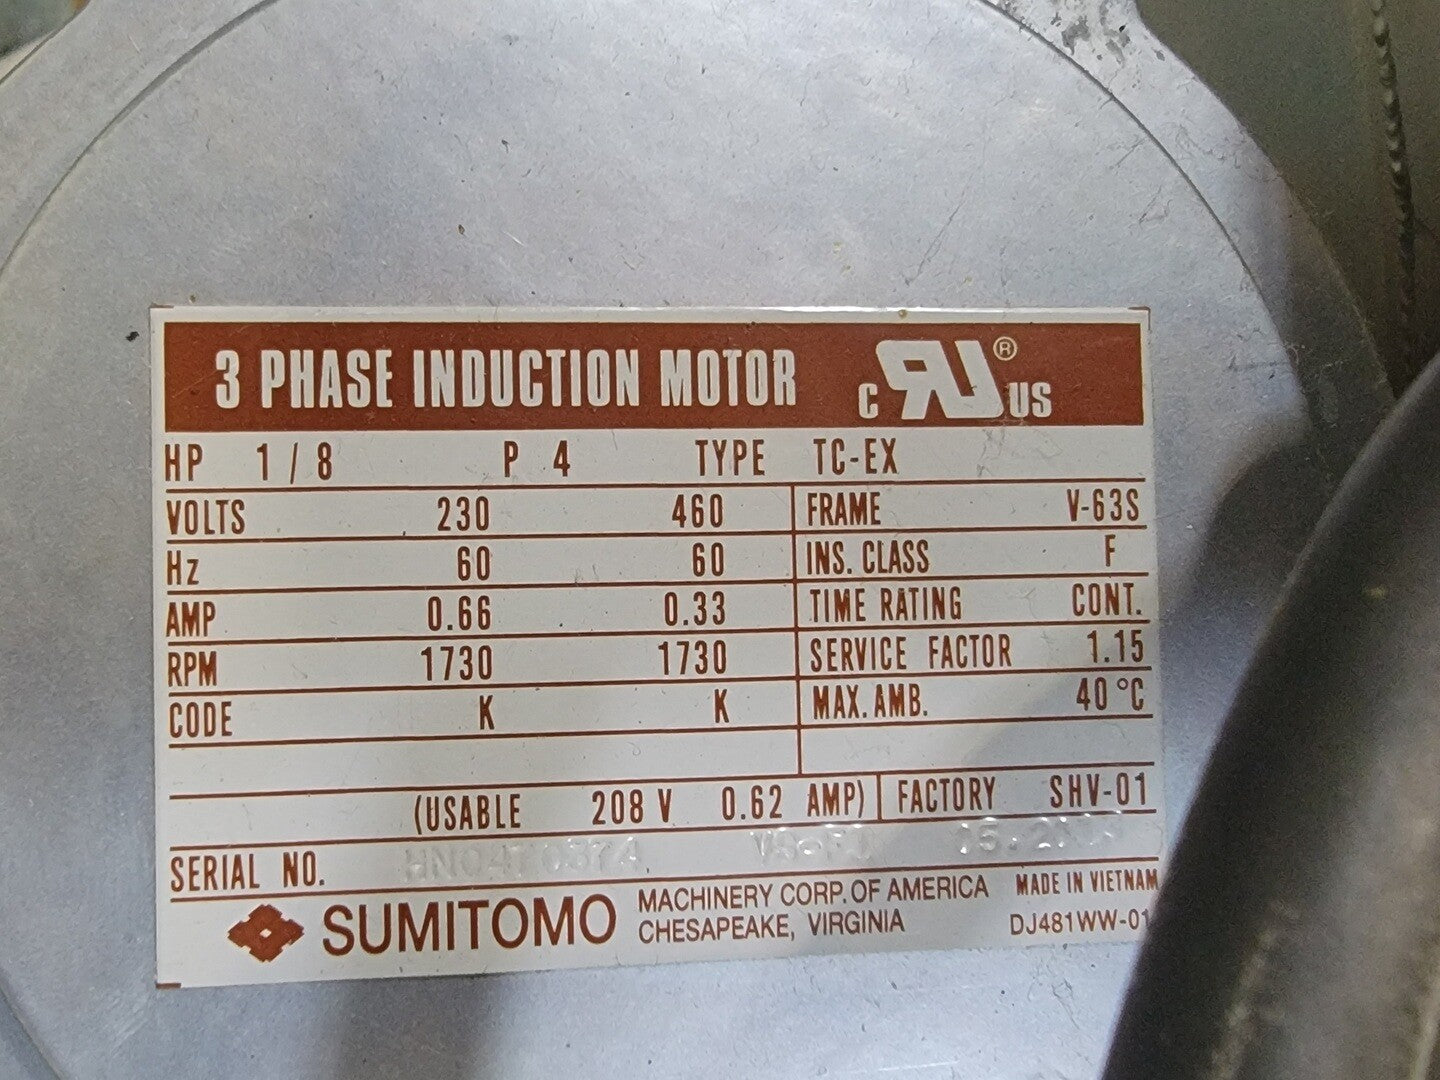 3 PHASE INDUCTION MOTOR c RU ® US
HP 1/8 P 4 TYPE TC-EX
VOLTS 230 460 FRAME V-63S
Hz 60 60 INS. CLASS F
AMP 0.66 0.33 TIME RATING CONT.
RPM 1730 1730 SERVICE FACTOR 1.15
CODE K K MAX. AMB. 40°C
(USABLE 208 V 0.62 AMP) FACTORY SHV-01
SERIAL NO.
SUMITOMO MACHINERY CORP. OF AMERICA MADE IN VIETNAM
CHESAPEAKE, VIRGINIA DJ481WW-01